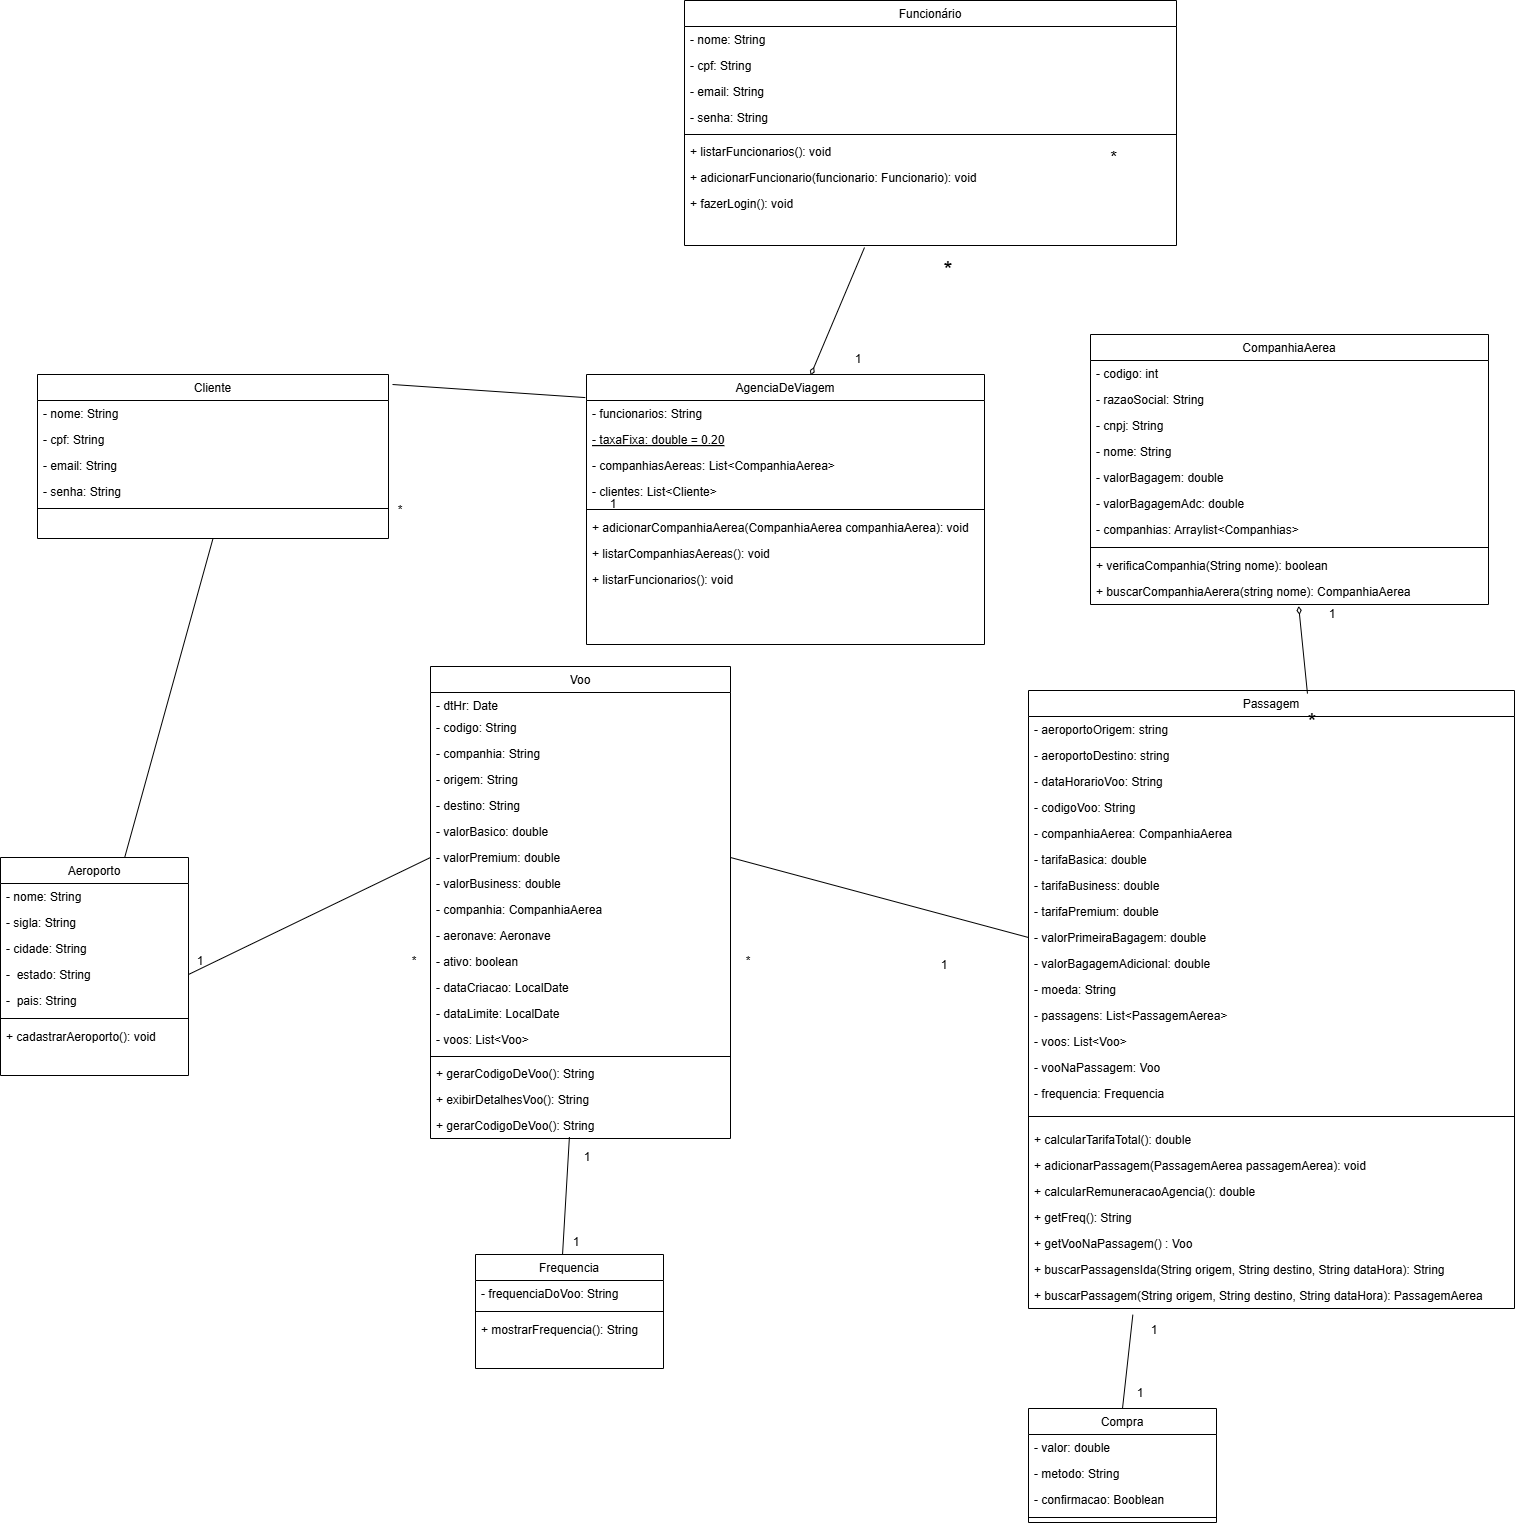 Funcionário
- nome: String
- cpf: String
- email: String
- senha: String
+ listarFuncionarios(): void
*
+ adicionarFuncionario(funcionario: Funcionario): void
+ fazerLogin(): void
*
1
Cliente
- nome: String
- cpf: String
- email: String
- senha: String
*
AgenciaDeViagem
- funcionarios: String
- taxaFixa: double = 0.20
- companhiasAereas: List<CompanhiaAerea>
- clientes: List<Cliente>
1
+ adicionarCompanhiaAerea(CompanhiaAerea companhiaAerea): void
+ listarCompanhiasAereas(): void
+ listarFuncionarios(): void
CompanhiaAerea
- codigo: int
- razaoSocial: String
- cnpj: String
- nome: String
- valorBagagem: double
- valorBagagemAdc: double
- companhias: Arraylist<Companhias>
+ verificaCompanhia(String nome): boolean
+ buscarCompanhiaAerera(string nome): CompanhiaAerea
1
Aeroporto
- nome: String
- sigla: String
- cidade: String
- estado: String
- pais: String
+ cadastrarAeroporto(): void
1
*
Voo
- dtHr: Date
- codigo: String
- companhia: String
- origem: String
- destino: String
- valorBasico: double
- valorPremium: double
- valorBusiness: double
- companhia: CompanhiaAerea
- aeronave: Aeronave
- ativo: boolean
- dataCriacao: LocalDate
- dataLimite: LocalDate
- voos: List<Voo>
+ gerarCodigoDeVoo(): String
+ exibirDetalhesVoo(): String
+ gerarCodigoDeVoo(): String
*
1
1
1
Frequencia
- frequenciaDoVoo: String
+ mostrarFrequencia(): String
Passagem
*
- aeroportoOrigem: string
- aeroportoDestino: string
- dataHorarioVoo: String
- codigoVoo: String
- companhiaAerea: CompanhiaAerea
- tarifaBasica: double
- tarifaBusiness: double
- tarifaPremium: double
- valorPrimeiraBagagem: double
- valorBagagemAdicional: double
- moeda: String
- passagens: List<PassagemAerea>
- voos: List<Voo>
- vooNaPassagem: Voo
- frequencia: Frequencia
+ calcularTarifaTotal(): double
+ adicionarPassagem(PassagemAerea passagemAerea): void
+ calcularRemuneracaoAgencia(): double
+ getFreq(): String
+ getVooNaPassagem() : Voo
+ buscarPassagensIda(String origem, String destino, String dataHora): String
+ buscarPassagem(String origem, String destino, String dataHora): PassagemAerea
1
1
Compra
- valor: double
- metodo: String
- confirmacao: Booblean